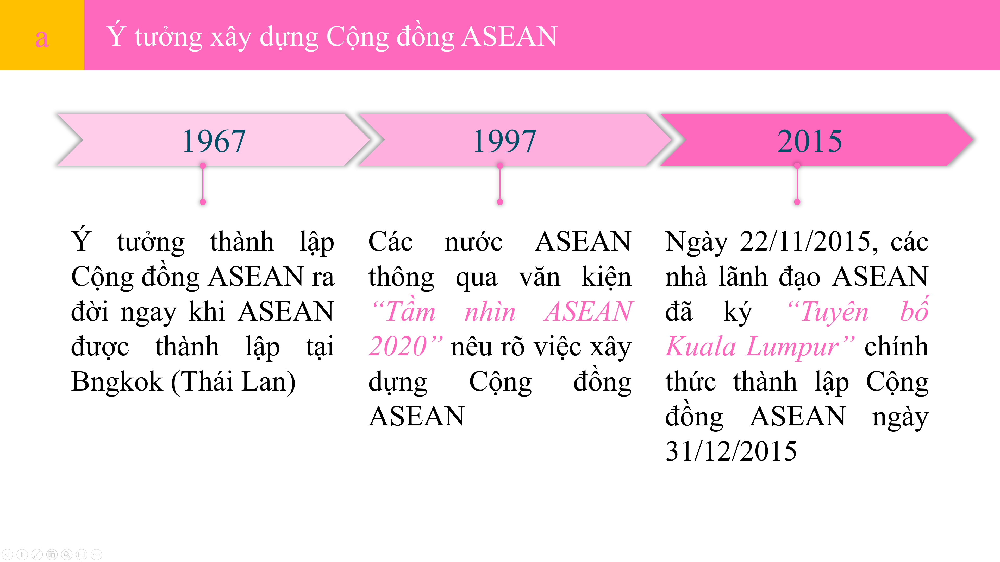 a
Ý tưởng xây dựng Cộng đồng ASEAN
1967
1997
2015
Ý tưởng thành lập
Cộng đồng ASEAN ra
đời ngay khi ASEAN
được thành lập tại
Bngkok (Thái Lan)
Các nước ASEAN
thông qua văn kiện
“Tầm nhìn ASEAN
2020” nêu rõ việc xây
dựng Cộng đồng
ASEAN
Ngày 22/11/2015, các
nhà lãnh đạo ASEAN
đã ký “Tuyên bố
Kuala Lumpur” chính
thức thành lập Cộng
đồng ASEAN ngày
31/12/2015